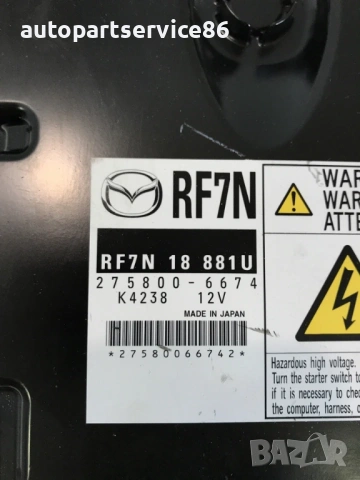 autopartservice86
RF7N
RF7N 18 881U
275800-6674
K4238 12V
MADE IN JAPAN
*27580066742*
WAR
WAR
ATTE
Hazardous high voltage.
Turn the starter switch to
if it is necessary to chec
the computer, harness,
BAZAR